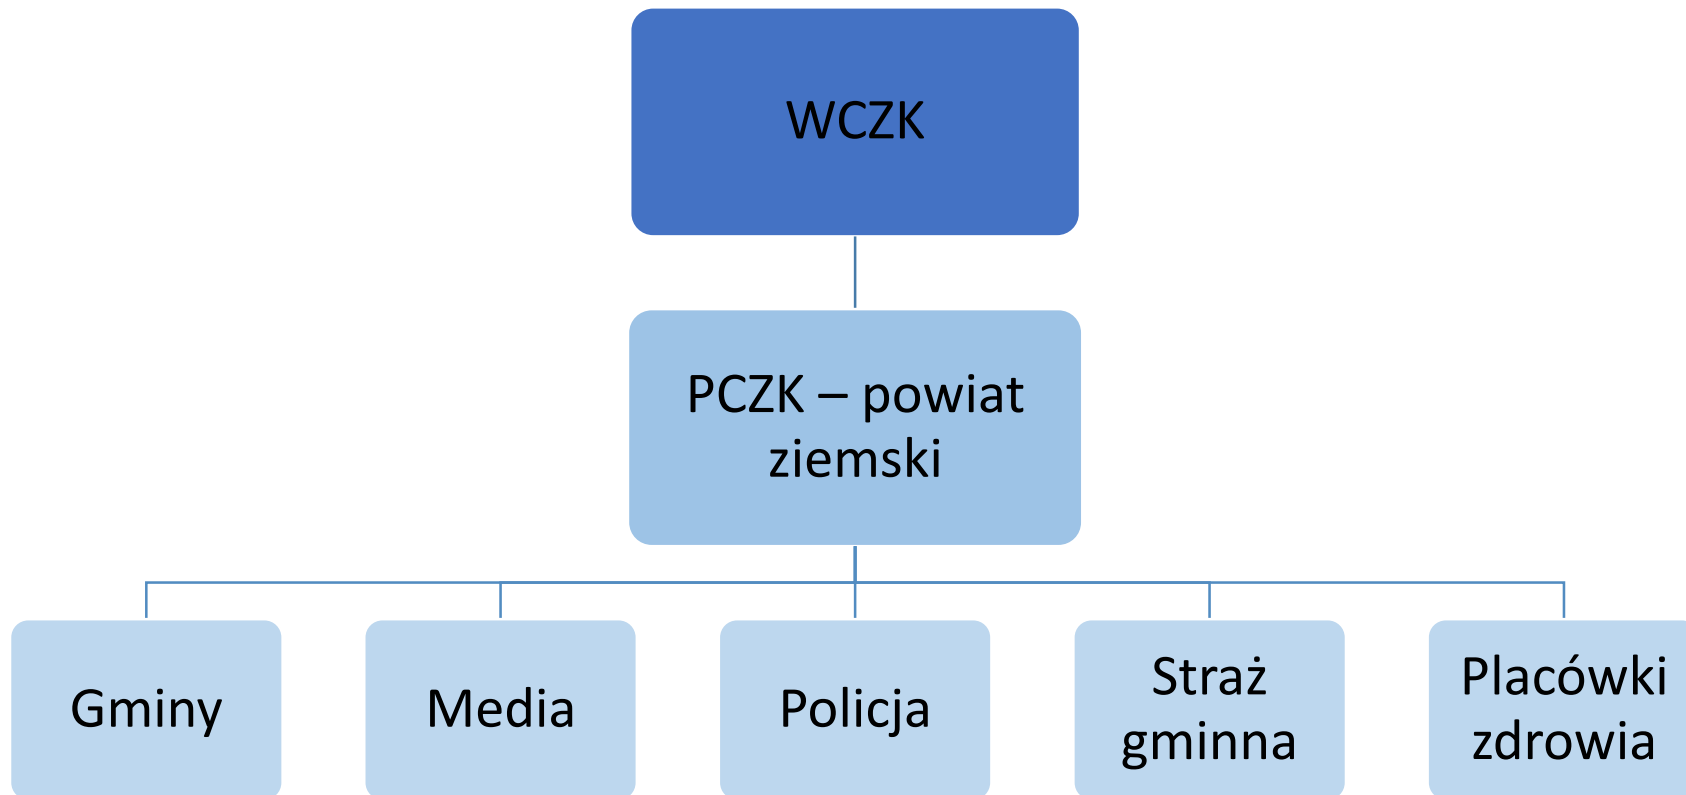 WCZK
PCZK – powiat
ziemski
Gminy
Media
Policja
Straż
gminna
Placówki
zdrowia